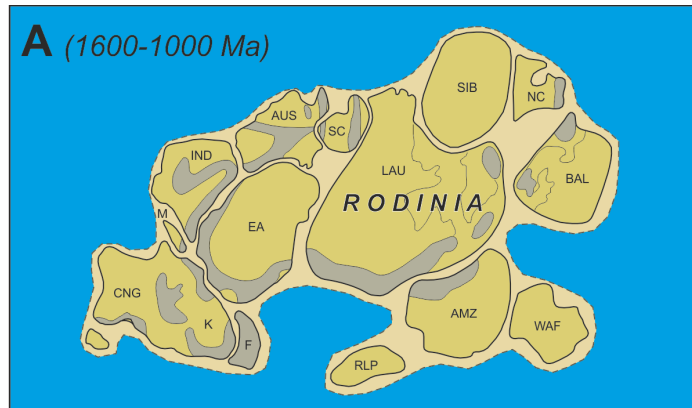 A (1600-1000 Ma)
SIB
NC
AUS
SC
IND
LAU
BAL
RODINIA
M
EA
CNG
K
F
AMZ
WAF
RLP